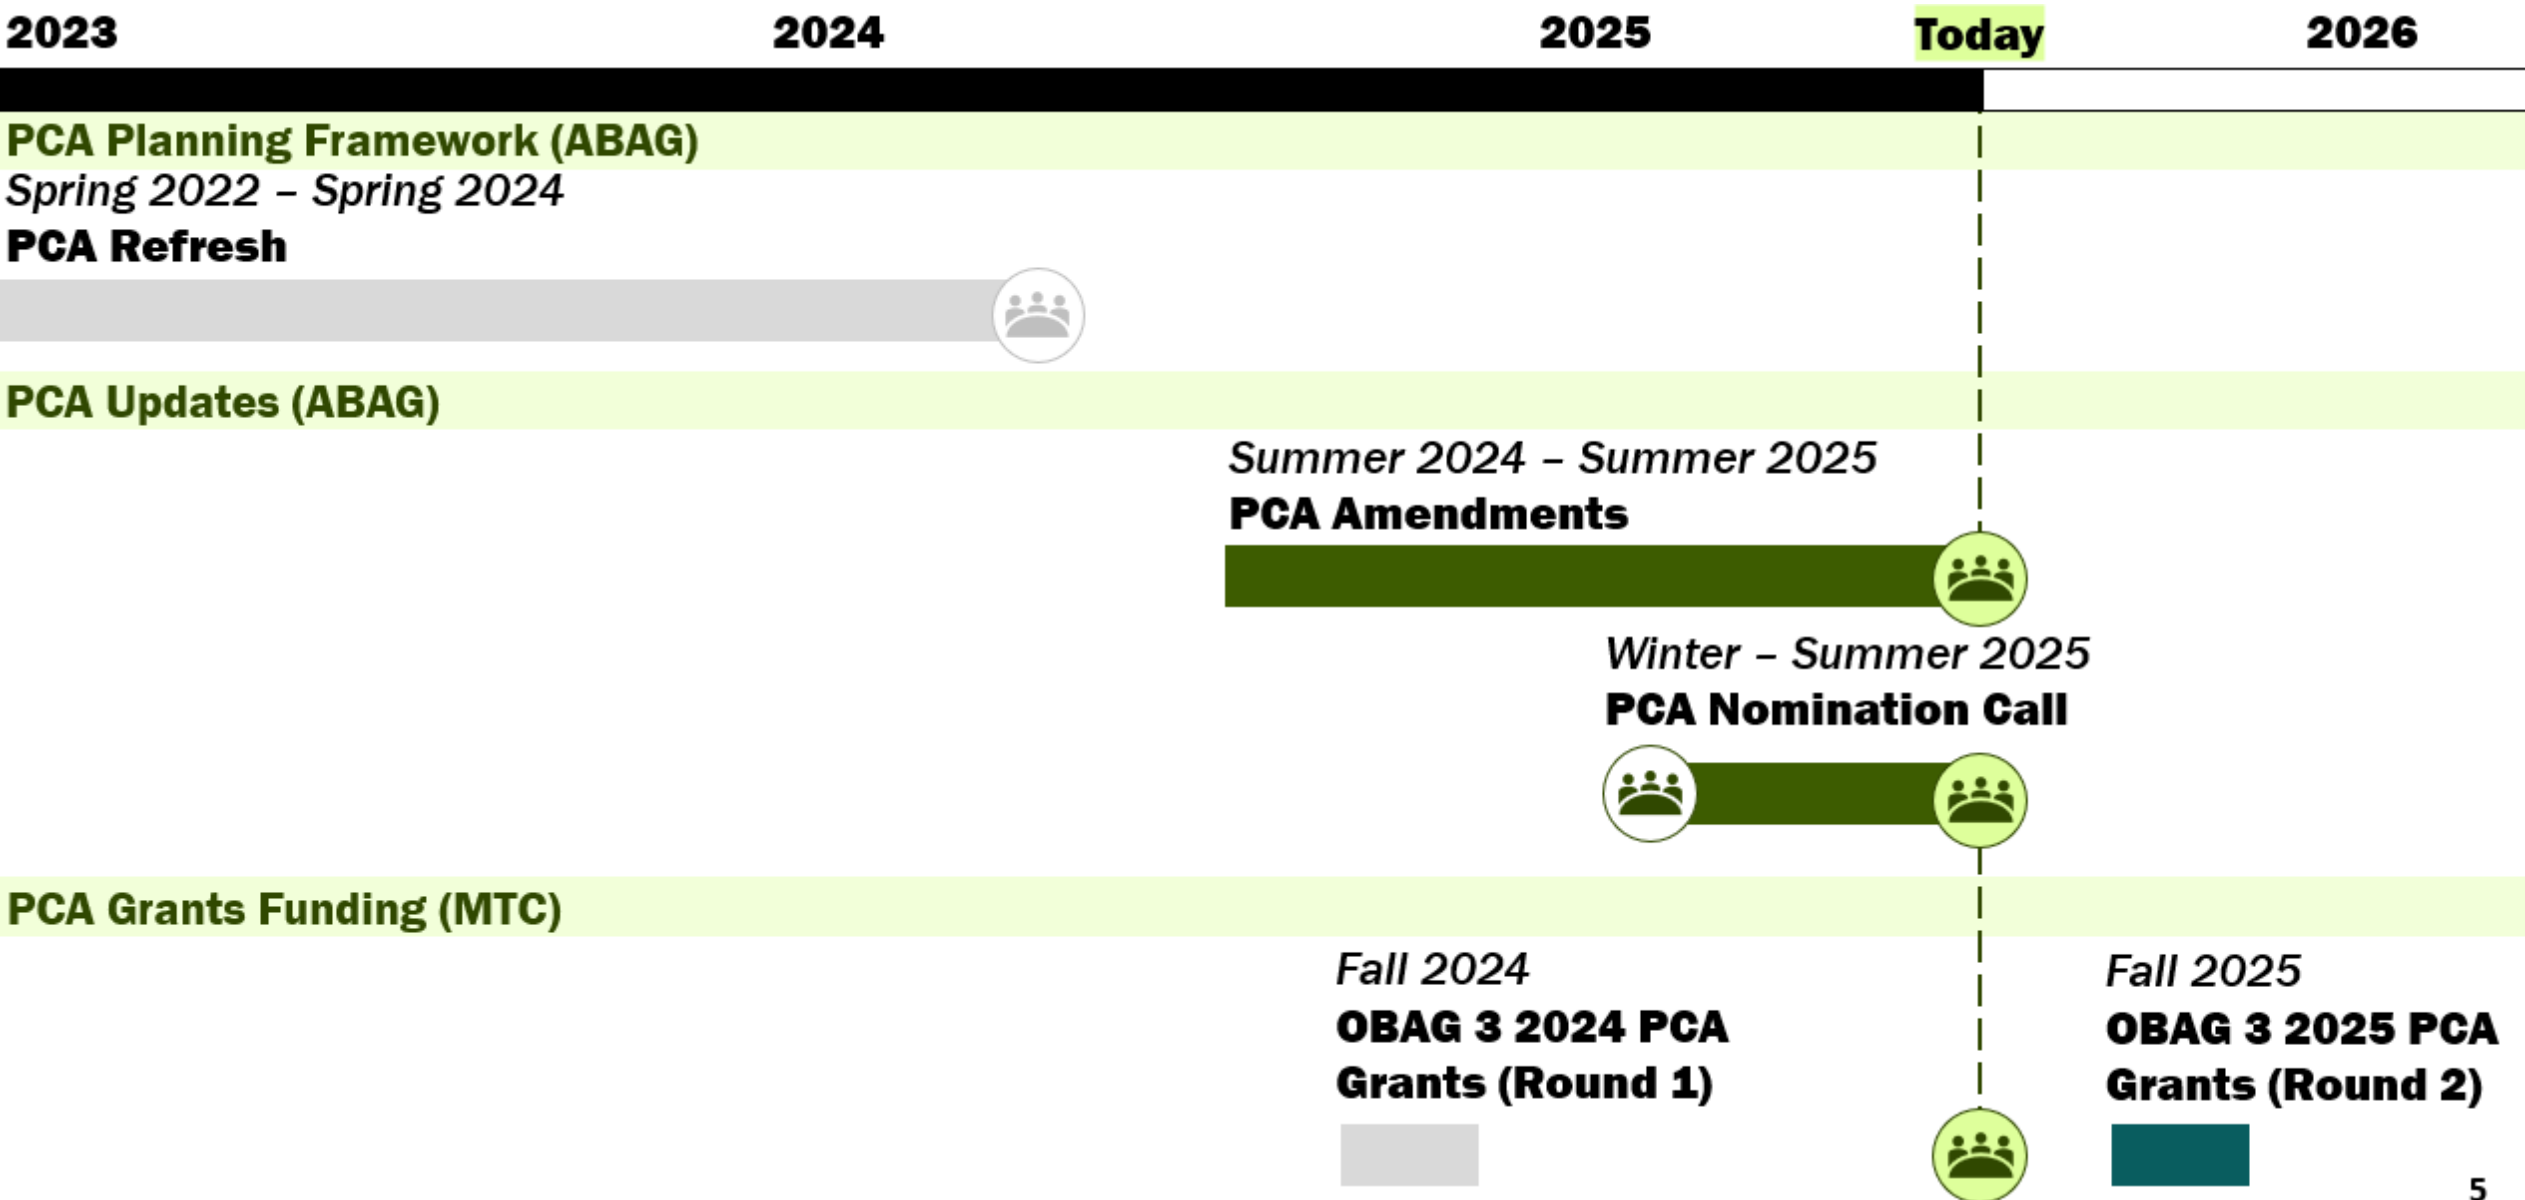 2023 2024 2025 Today 2026
PCA Planning Framework (ABAG)
Spring 2022 – Spring 2024
PCA Refresh
PCA Updates (ABAG)
Summer 2024 – Summer 2025
PCA Amendments
Winter – Summer 2025
PCA Nomination Call
PCA Grants Funding (MTC)
Fall 2024
OBAG 3 2024 PCA
Grants (Round 1)
Fall 2025
OBAG 3 2025 PCA
Grants (Round 2)
5